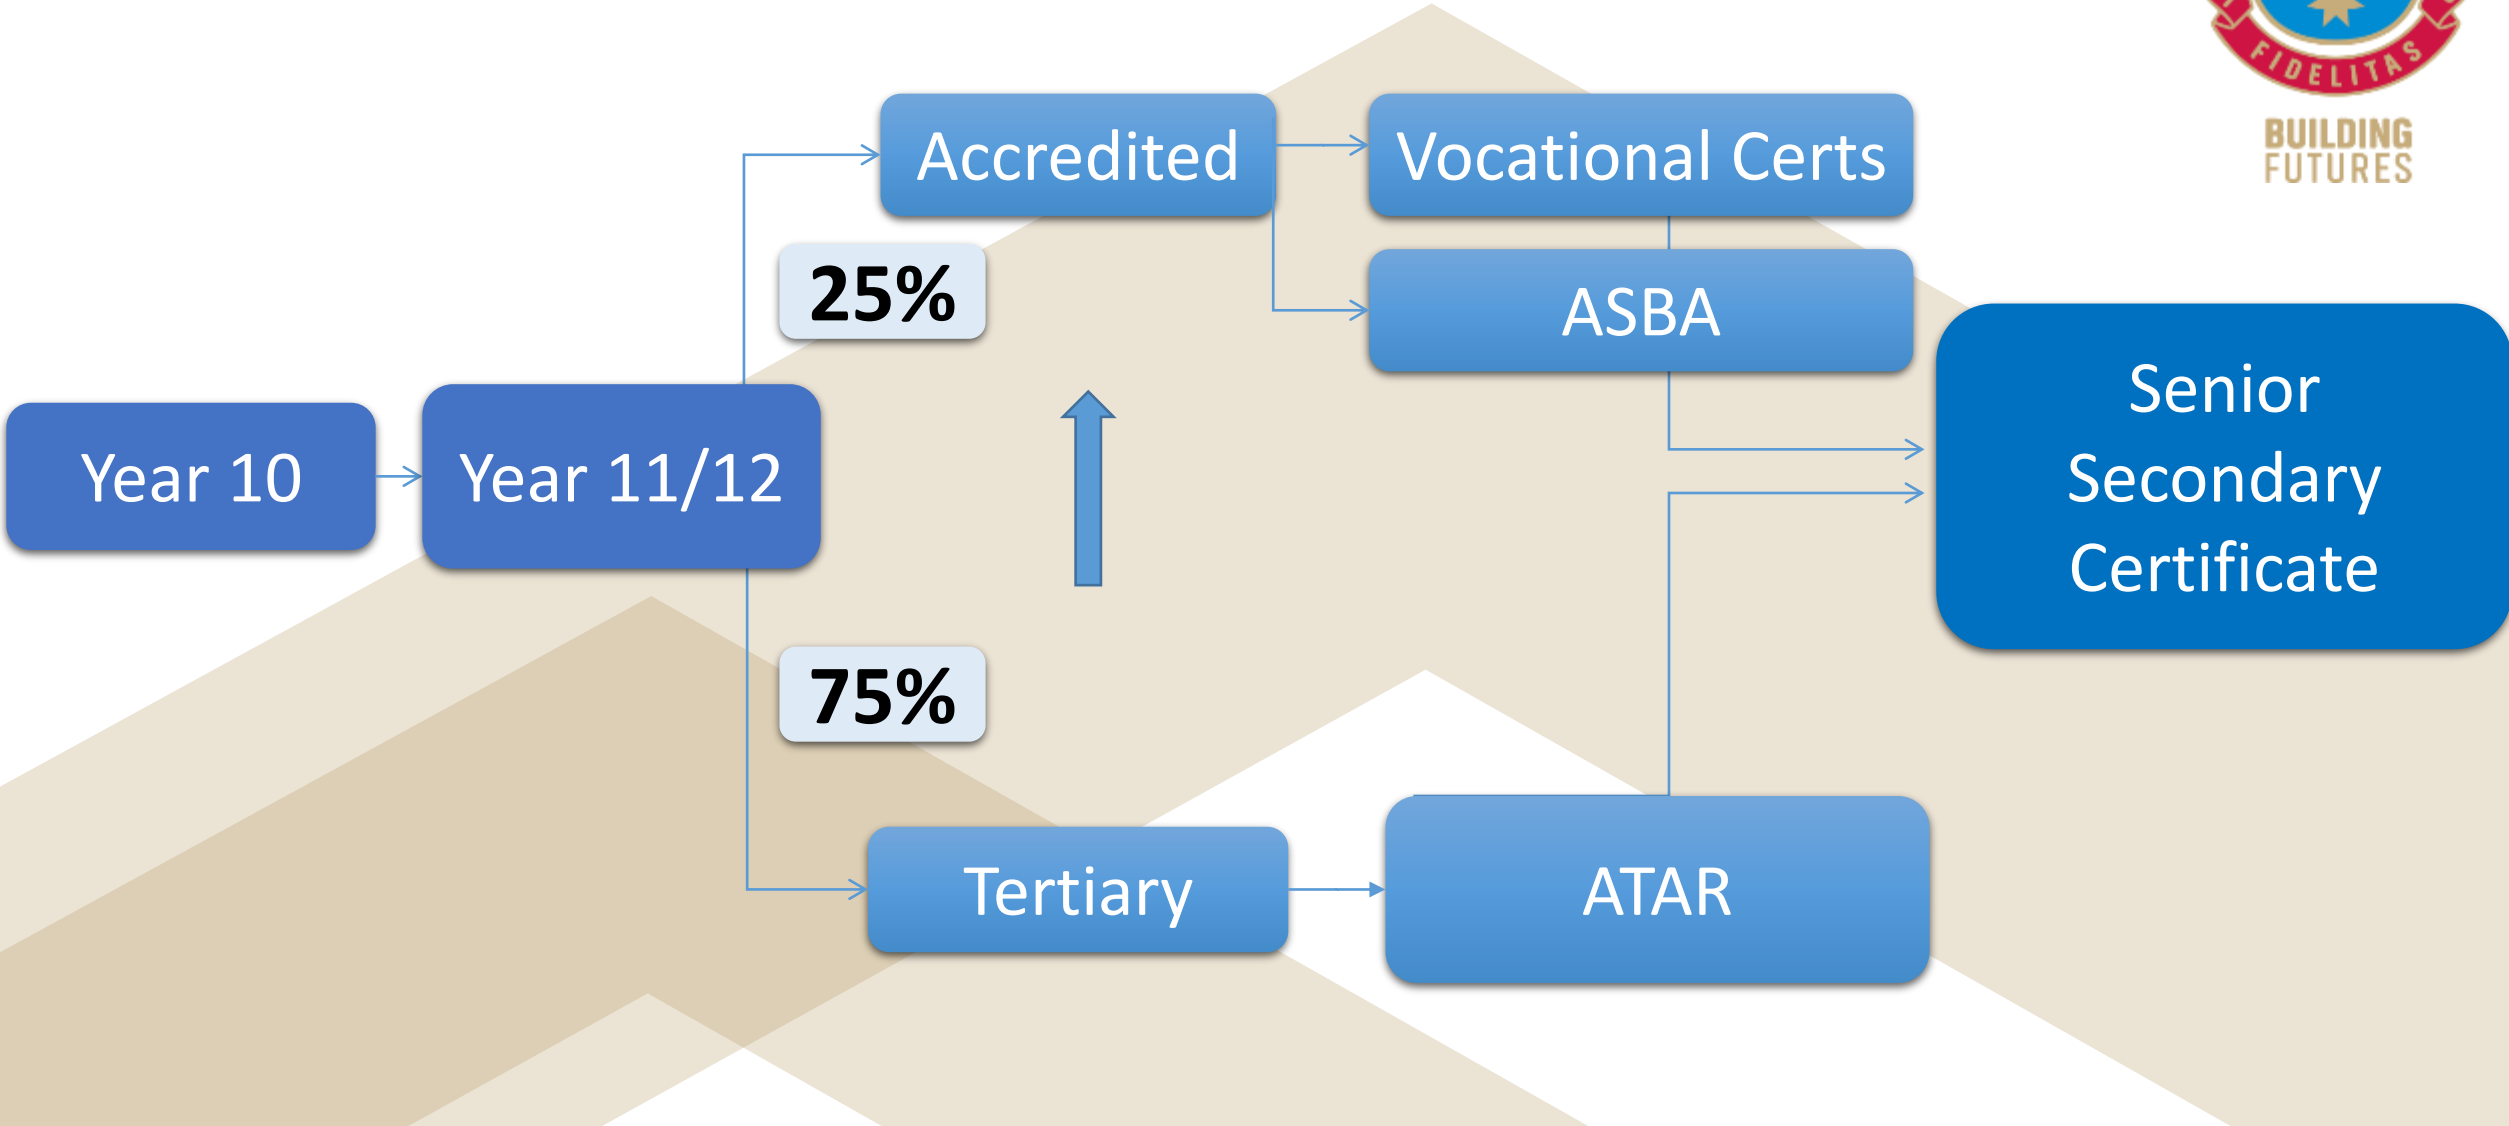 FIDELITAS
BUILDING
FUTURES
Accredited
Vocational Certs
25%
ASBA
Year 10
Year 11/12
Senior
Secondary
Certificate
75%
Tertiary
ATAR